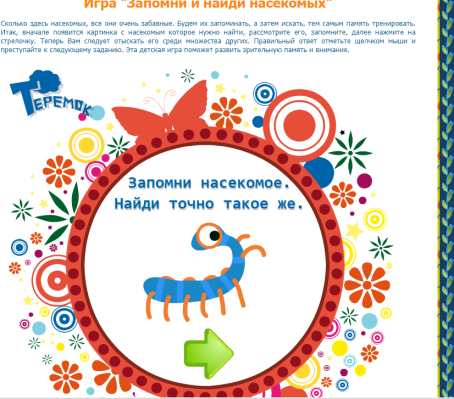 Игра "Запомни и найди насекомых"
Сколько здесь насекомых, все они очень забавные. Будем их запоминать, а затем искать, тем самым память тренировать.
Итак, вначале появится картинка с насекомым которое нужно найти, рассмотрите его, запомните, далее нажмите на
стрелочку. Теперь Вам следует отыскать его среди множества других. Правильный ответ отметьте щелчком мыши и
преступайте к следующему заданию. Эта детская игра поможет развить зрительную память и внимание.
Теремок
Запомни насекомое.
Найди точно такое же.